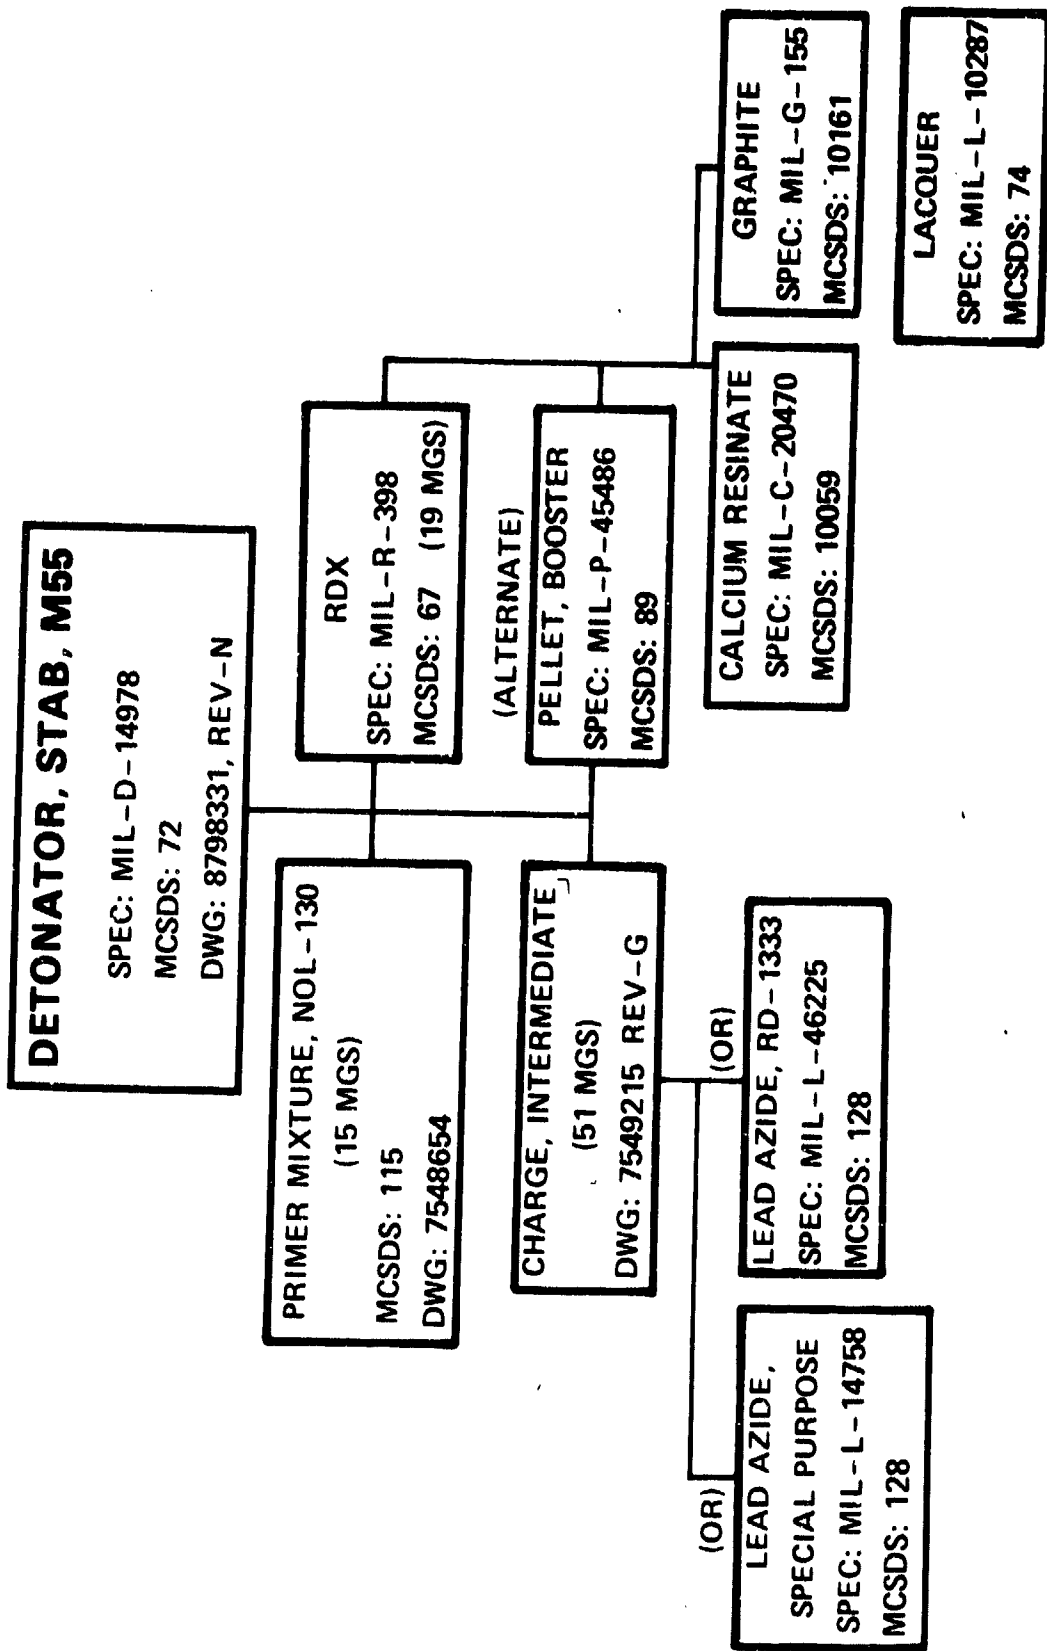 DETONATOR, STAB, M55
SPEC: MIL-D-14978
MCSDS: 72
DWG: 8798331, REV-N
PRIMER MIXTURE, NOL-130
(15 MGS)
MCSDS: 115
DWG: 7548654
RDX
SPEC: MIL-R-398
MCSDS: 67 (19 MGS)
CHARGE, INTERMEDIATE
(51 MGS)
DWG: 7549215 REV-G
(ALTERNATE)
PELLET, BOOSTER
SPEC: MIL-P-45486
MCSDS: 89
(OR)
LEAD AZIDE,
SPECIAL PURPOSE
SPEC: MIL-L-14758
MCSDS: 128
(OR)
LEAD AZIDE, RD-1333
SPEC: MIL-L-46225
MCSDS: 128
CALCIUM RESINATE
SPEC: MIL-C-20470
MCSDS: 10059
GRAPHITE
SPEC: MIL-G-155
MCSDS: 10161
LACQUER
SPEC: MIL-L-10287
MCSDS: 74